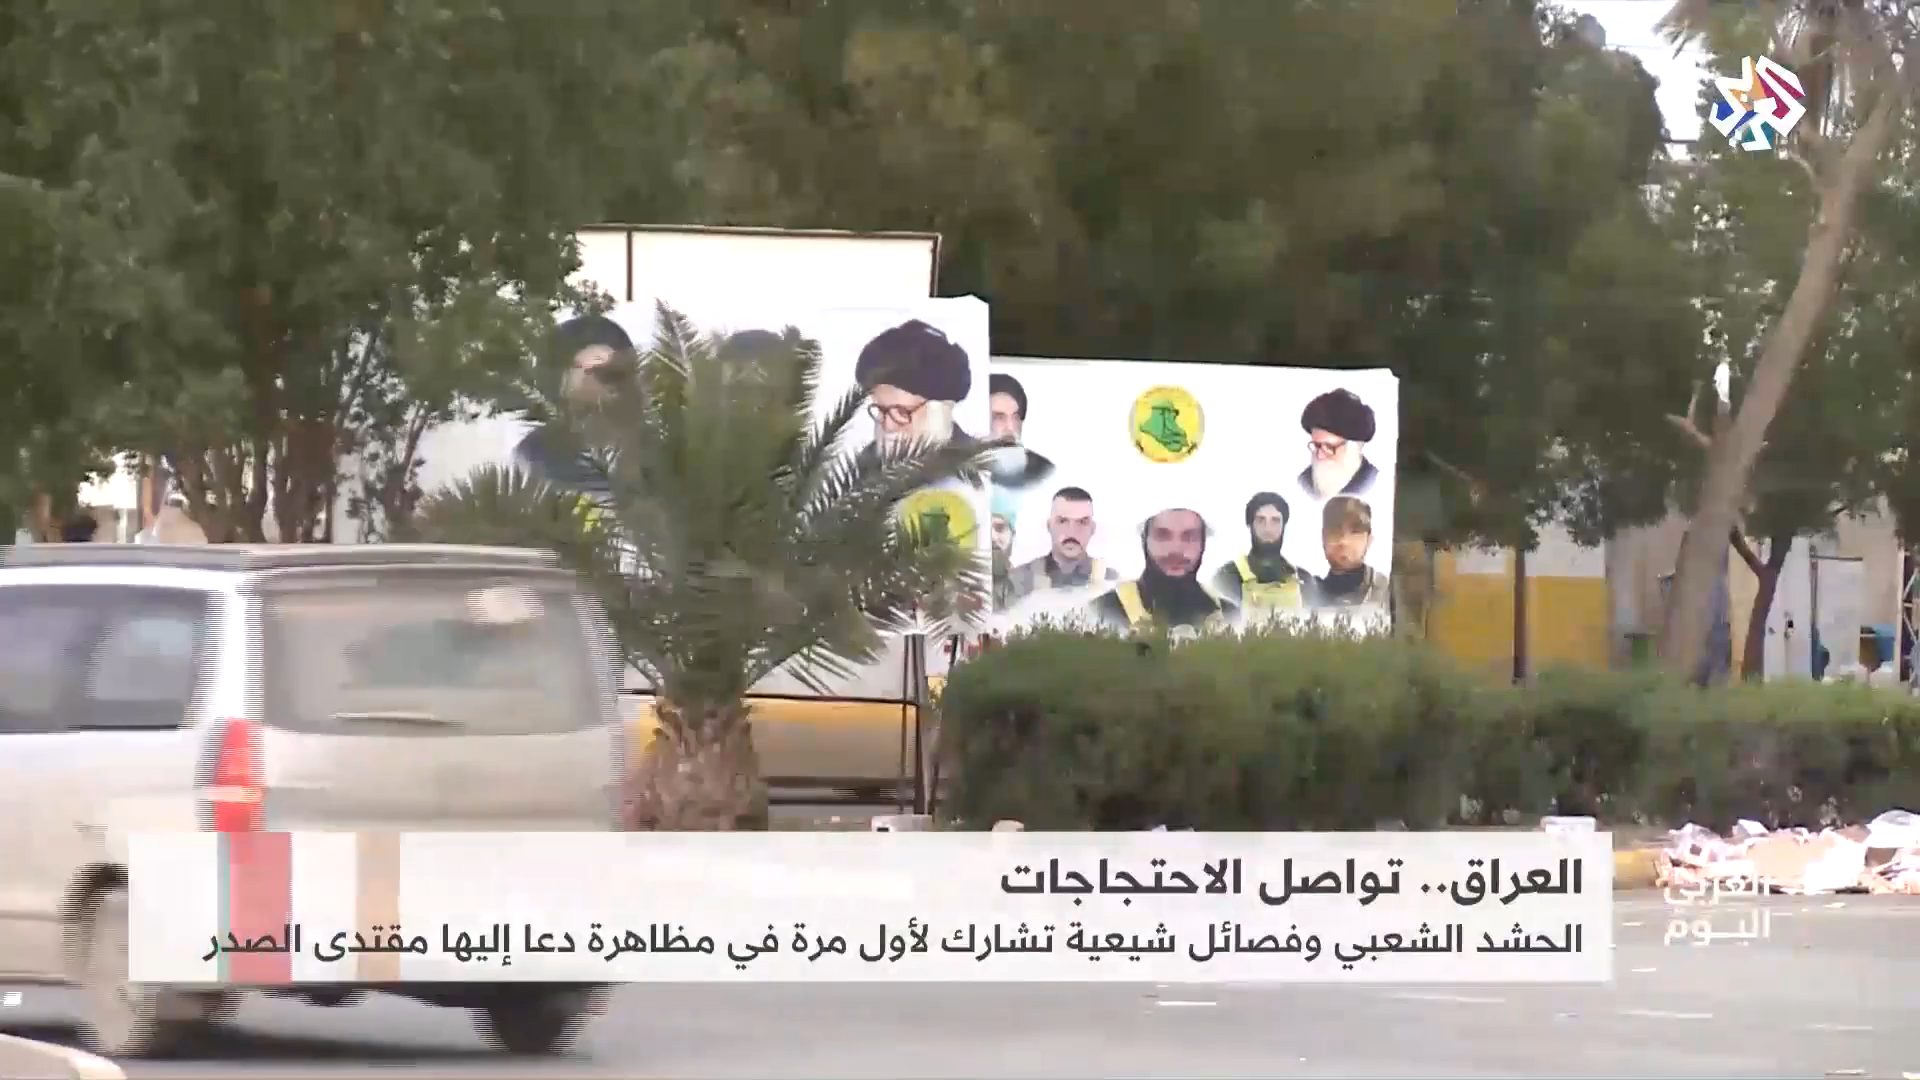 العراق.. تواصل الاحتجاجات
الحشد الشعبي وفصائل شيعية تشارك لأول مرة في مظاهرة دعا إليها مقتدى الصدر
العربي
اليوم